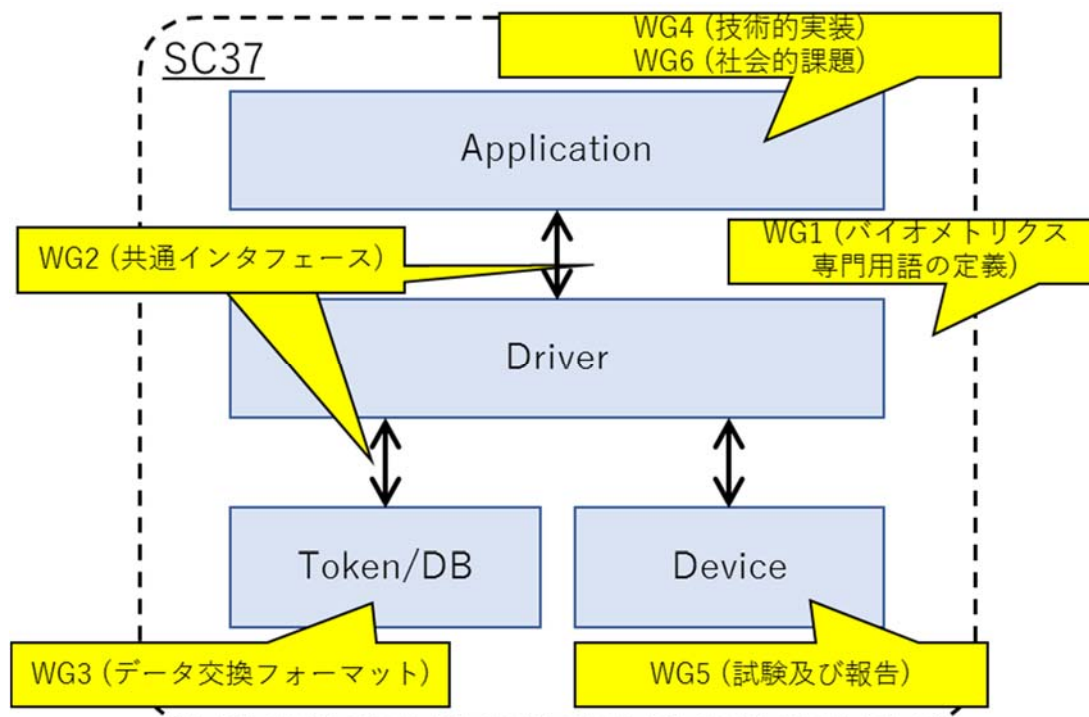 SC37
WG4 (技術的実装)
WG6 (社会的課題)
Application
WG2 (共通インタフェース)
WG1 (バイオメトリクス
専門用語の定義)
Driver
Token/DB
Device
WG3 (データ交換フォーマット)
WG5 (試験及び報告)